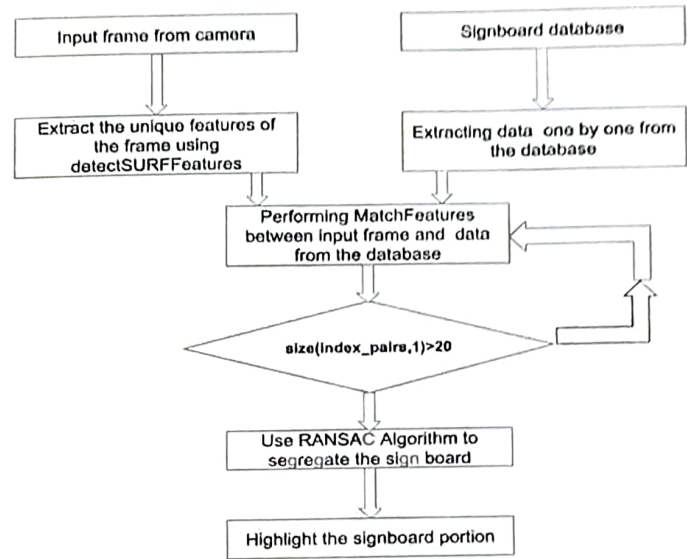 Input frame from camera
Signboard database
Extract the unique features of
the frame using
detectSURFFeatures
Extracting data one by one from
the database
Performing MatchFeatures
between input frame and data
from the database
size(index_pairs,1)>20
Use RANSAC Algorithm to
segregate the sign board
Highlight the signboard portion